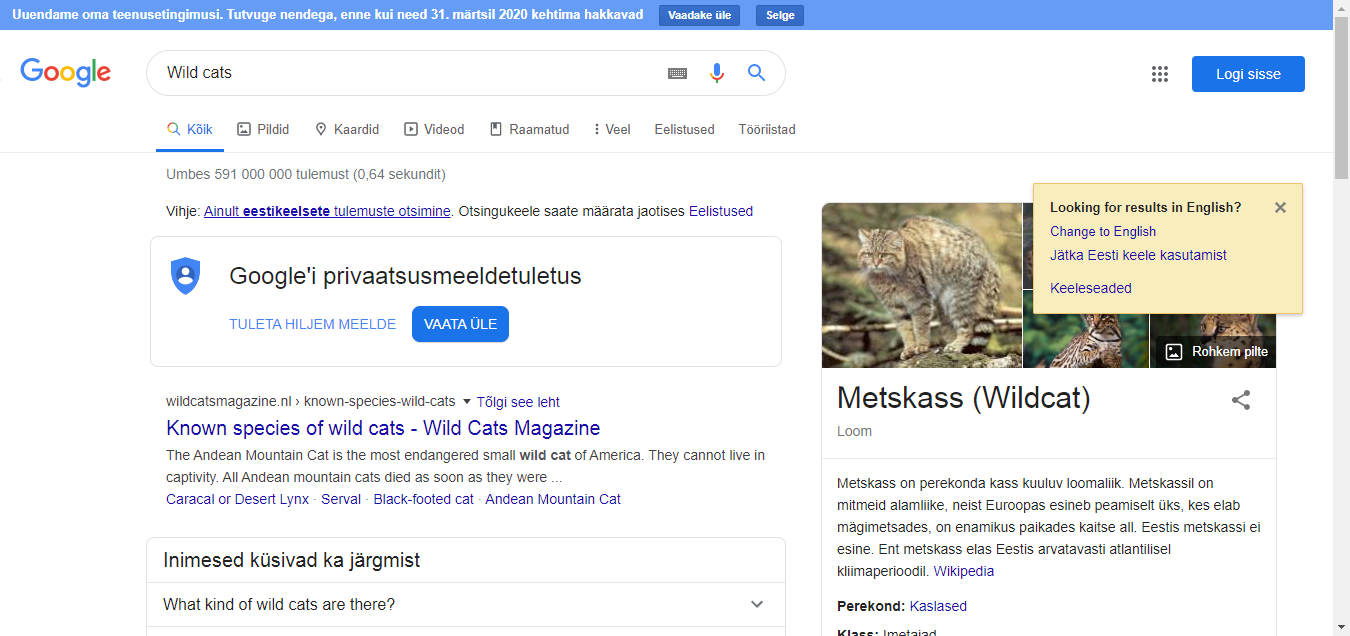 Uuendame oma teenusetingimusi. Tutvuge nendega, enne kui need 31. märtsil 2020 kehtima hakkavad Vaadake üle Selge
Google Wild cats Logi sisse
Kõik Pildid Kaardid Videod Raamatud Veel Eelistused Tööriistad
Umbes 591 000 000 tulemust (0,64 sekundit)
Vihje: Ainult eestikeelsete tulemuste otsimine. Otsingukeele saate määrata jaotises Eelistused
Google'i privaatsusmeeldetuletus
TULETA HILJEM MEELDE VAATA ÜLE
wildcatsmagazine.nl › known-species-wild-cats Tõlgi see leht
Known species of wild cats - Wild Cats Magazine
The Andean Mountain Cat is the most endangered small wild cat of America. They cannot live in
captivity. All Andean mountain cats died as soon as they were ...
Caracal or Desert Lynx · Serval · Black-footed cat · Andean Mountain Cat
Inimesed küsivad ka järgmist
What kind of wild cats are there?
Looking for results in English?
Change to English
Jätka Eesti keele kasutamist
Keeleseaded
Rohkem pilte
Metskass (Wildcat)
Loom
Metskass on perekonda kass kuuluv loomaliik. Metskassil on
mitmeid alamliike, neist Euroopas esineb peamiselt üks, kes elab
mägimetsades, on enamikus paikades kaitse all. Eestis metskassi ei
esine. Ent metskass elas Eestis arvatavasti atlantilisel
kliimaperioodil. Wikipedia
Perekond: Kaslased
Klass: Imetajad